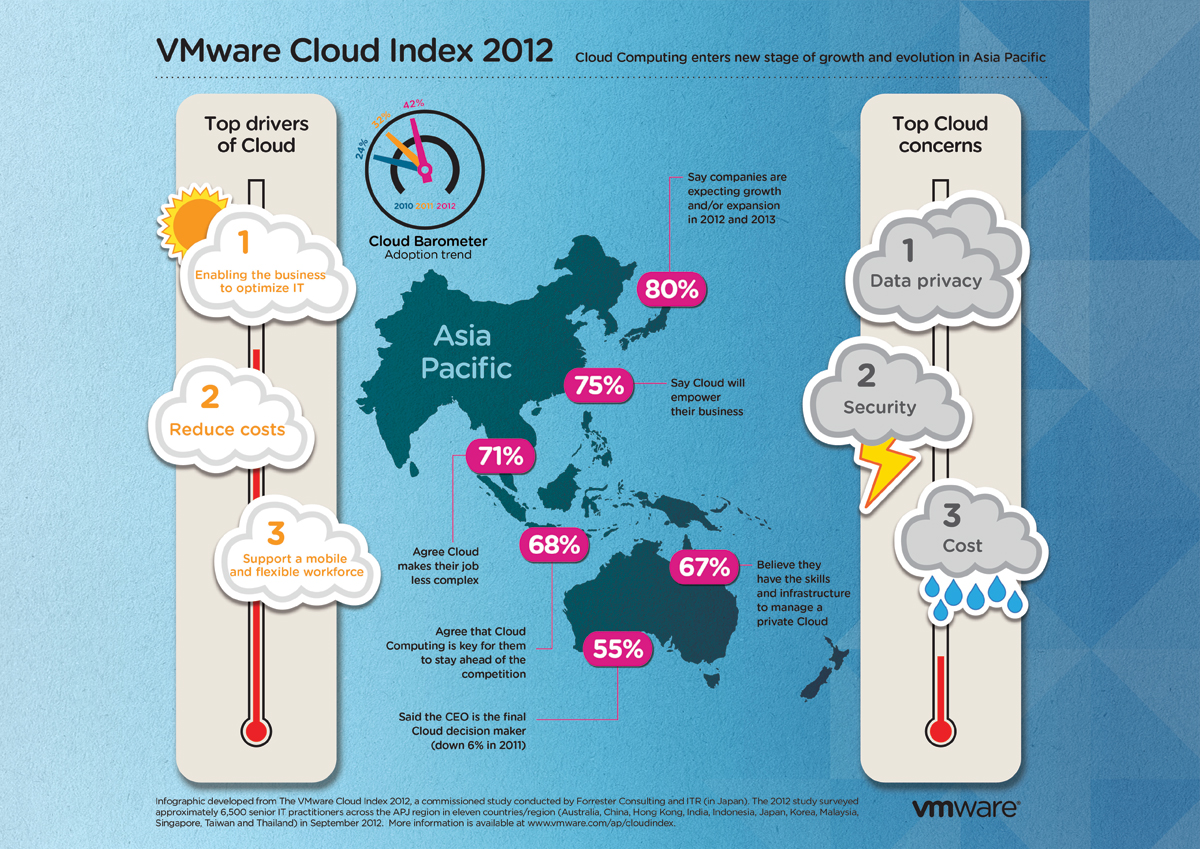 VMware Cloud Index 2012
Cloud Computing enters new stage of growth and evolution in Asia Pacific
Top drivers
of Cloud
1
Enabling the business
to optimize IT
2
Reduce costs
3
Support a mobile
and flexible workforce
24%
32%
42%
2010 2011 2012
Cloud Barometer
Adoption trend
Asia
Pacific
80%
Say companies are
expecting growth
and/or expansion
in 2012 and 2013
75%
Say Cloud will
empower
their business
71%
Agree Cloud
makes their job
less complex
68%
Agree that Cloud
Computing is key for them
to stay ahead of the
competition
67%
Believe they
have the skills
and infrastructure
to manage a
private Cloud
55%
Said the CEO is the final
Cloud decision maker
(down 6% in 2011)
Top Cloud
concerns
1
Data privacy
2
Security
3
Cost
Infographic developed from The VMware Cloud Index 2012, a commissioned study conducted by Forrester Consulting and ITR (in Japan). The 2012 study surveyed
approximately 6,500 senior IT practitioners across the APJ region in eleven countries/region (Australia, China, Hong Kong, India, Indonesia, Japan, Korea, Malaysia,
Singapore, Taiwan and Thailand) in September 2012. More information is available at www.vmware.com/ap/cloudindex.
vmware®